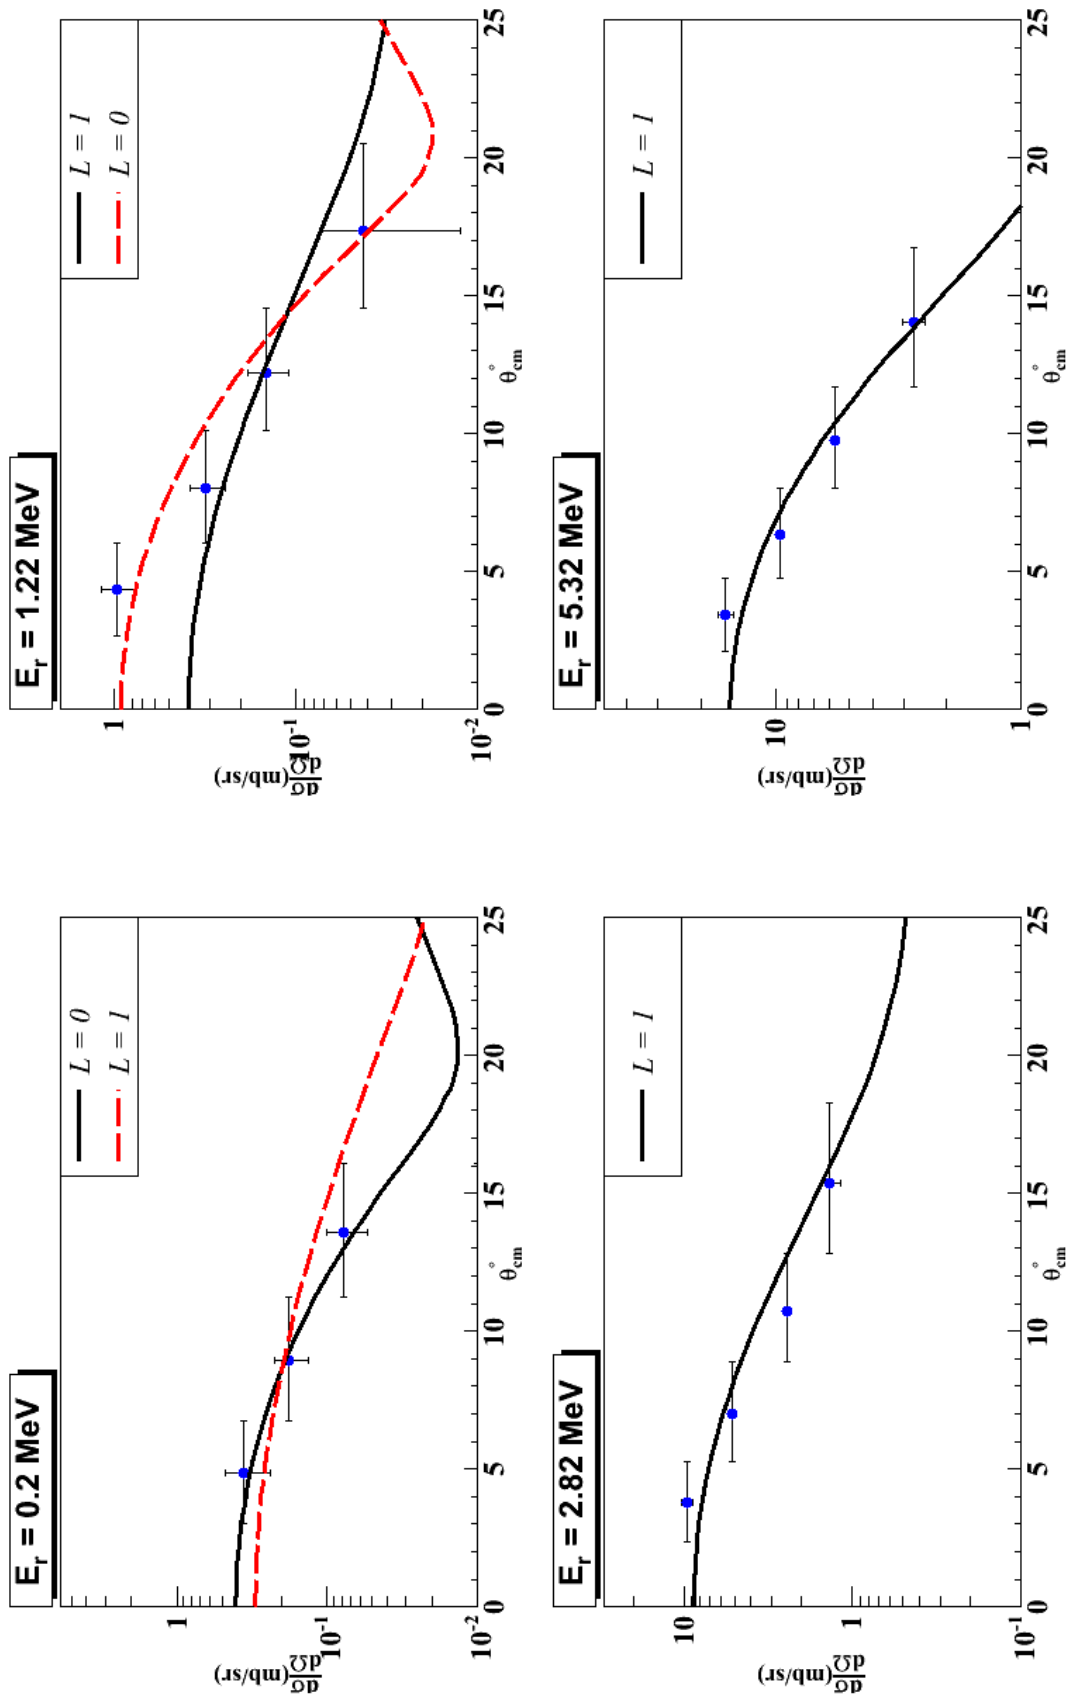 E_r = 0.2 MeV
L = 0
L = 1
dσ/dΩ (mb/sr)
1
10^-1
10^-2
0 5 10 15 20 25
θ°_cm
E_r = 1.22 MeV
L = 1
L = 0
dσ/dΩ (mb/sr)
1
10^-1
10^-2
0 5 10 15 20 25
θ°_cm
E_r = 2.82 MeV
L = 1
dσ/dΩ (mb/sr)
10
1
10^-1
0 5 10 15 20 25
θ°_cm
E_r = 5.32 MeV
L = 1
dσ/dΩ (mb/sr)
10
1
0 5 10 15 20 25
θ°_cm